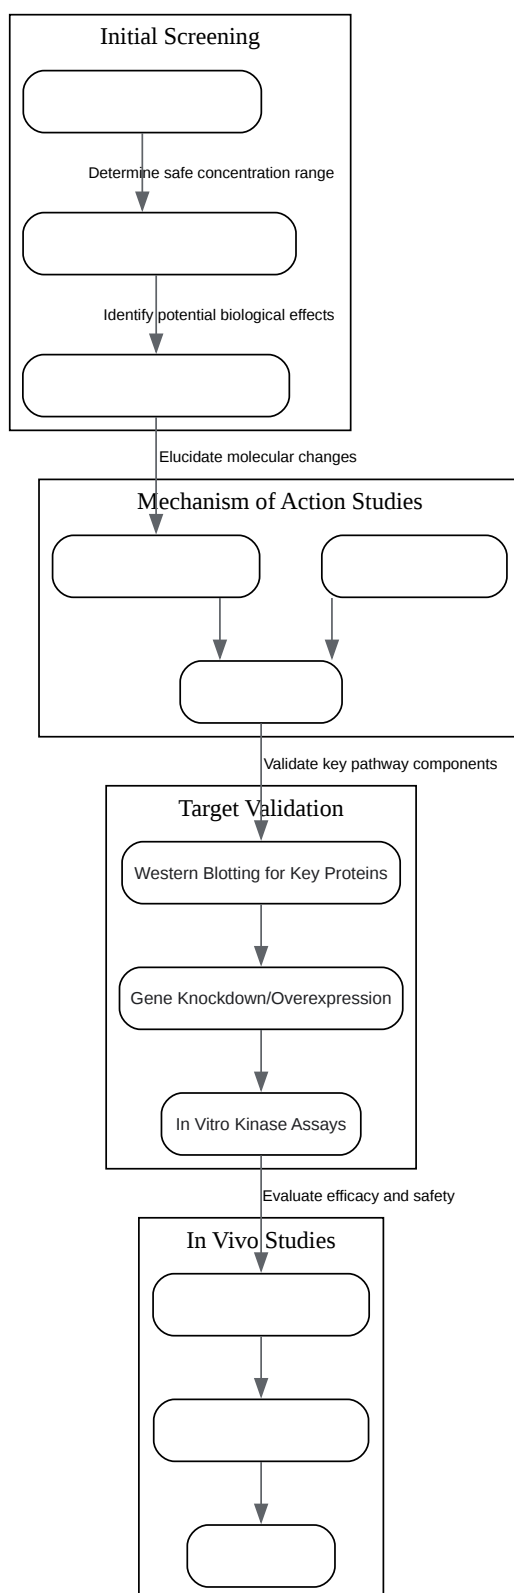 Initial Screening
Determine safe concentration range
Identify potential biological effects
Elucidate molecular changes
Mechanism of Action Studies
Validate key pathway components
Target Validation
Western Blotting for Key Proteins
Gene Knockdown/Overexpression
In Vitro Kinase Assays
Evaluate efficacy and safety
In Vivo Studies